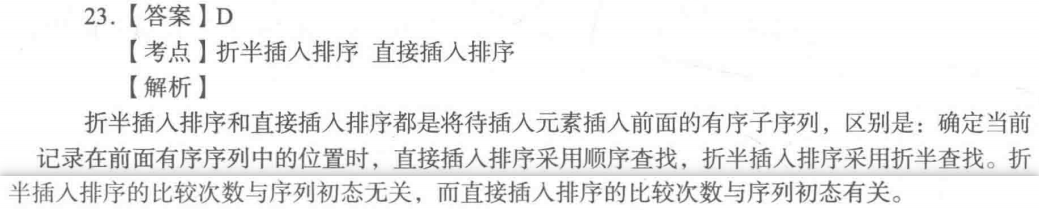 23.【答案】D
【考点】折半插入排序 直接插入排序
【解析】
折半插入排序和直接插入排序都是将待插入元素插入前面的有序子序列，区别是：确定当前
记录在前面有序序列中的位置时，直接插入排序采用顺序查找，折半插入排序采用折半查找。折
半插入排序的比较次数与序列初态无关，而直接插入排序的比较次数与序列初态有关。